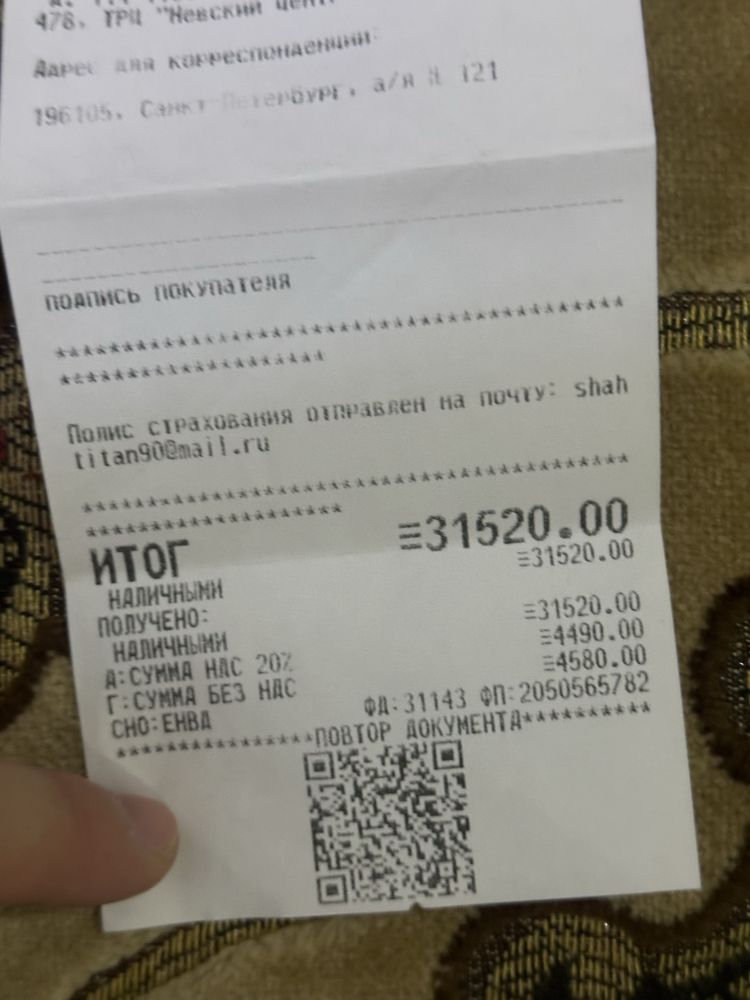 478, ТРЦ "Невский Цент
Адрес для корреспонденции:
196105, Санкт-Петербург, а/я № 121
ПОДПИСЬ ПОКУПАТЕЛЯ
*******************************************
********************
Полис страхования отправлен на почту: shah
titan90@mail.ru
*******************************************
********************
ИТОГ ≡31520.00
НАЛИЧНЫМИ ≡31520.00
ПОЛУЧЕНО:
НАЛИЧНЫМИ ≡31520.00
А:СУММА НДС 20% ≡4490.00
Г:СУММА БЕЗ НДС ≡4580.00
СНО:ЕНВД ФД:31143 ФП:2050565782
***************ПОВТОР ДОКУМЕНТА**********